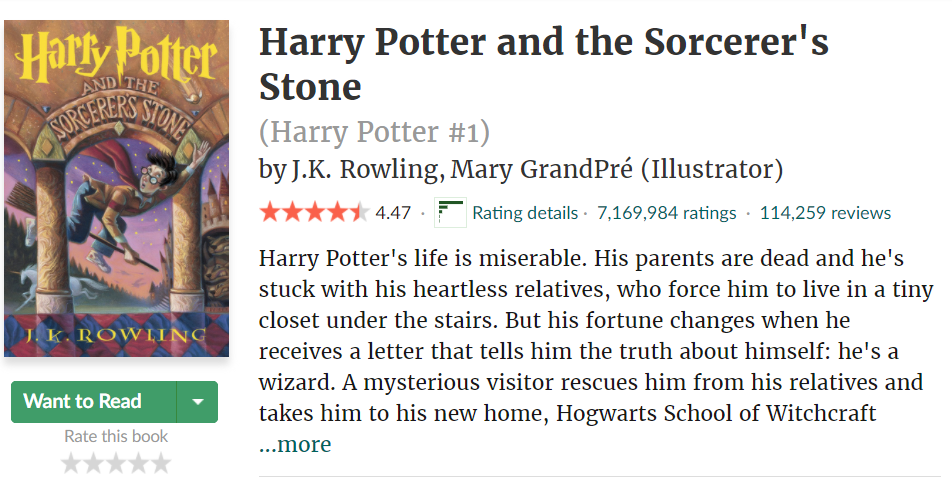 Harry Potter
AND THE
SORCERER'S STONE
J. K. ROWLING
Want to Read
Rate this book
Harry Potter and the Sorcerer's
Stone
(Harry Potter #1)
by J.K. Rowling, Mary GrandPré (Illustrator)
4.47 · Rating details · 7,169,984 ratings · 114,259 reviews
Harry Potter's life is miserable. His parents are dead and he's
stuck with his heartless relatives, who force him to live in a tiny
closet under the stairs. But his fortune changes when he
receives a letter that tells him the truth about himself: he's a
wizard. A mysterious visitor rescues him from his relatives and
takes him to his new home, Hogwarts School of Witchcraft
...more